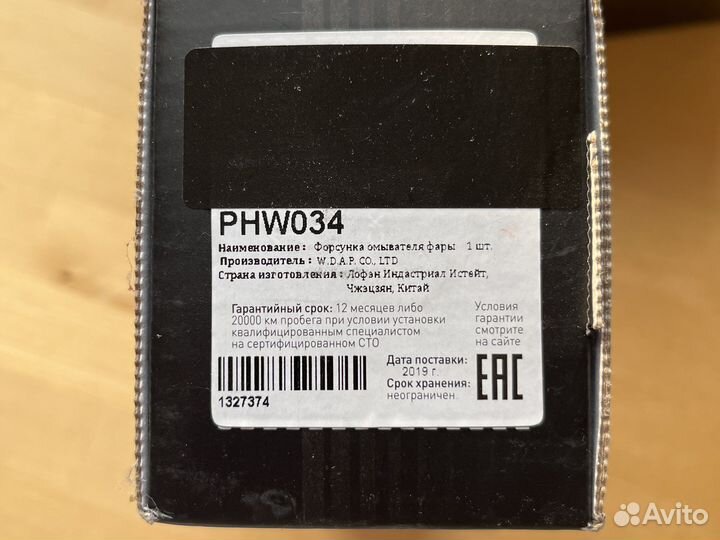 PHW034
Наименование : Форсунка омывателя фары 1 шт.
Производитель : W.D.A.P. CO., LTD
Страна изготовления : Лофэн Индастриал Истейт,
Чжэцзян, Китай
Гарантийный срок: 12 месяцев либо
20000 км пробега при условии установки
квалифицированным специалистом
на сертифицированном СТО
Условия
гарантии
смотрите
на сайте
1327374
Дата поставки:
2019 г.
Срок хранения:
неограничен.
EAC
Avito